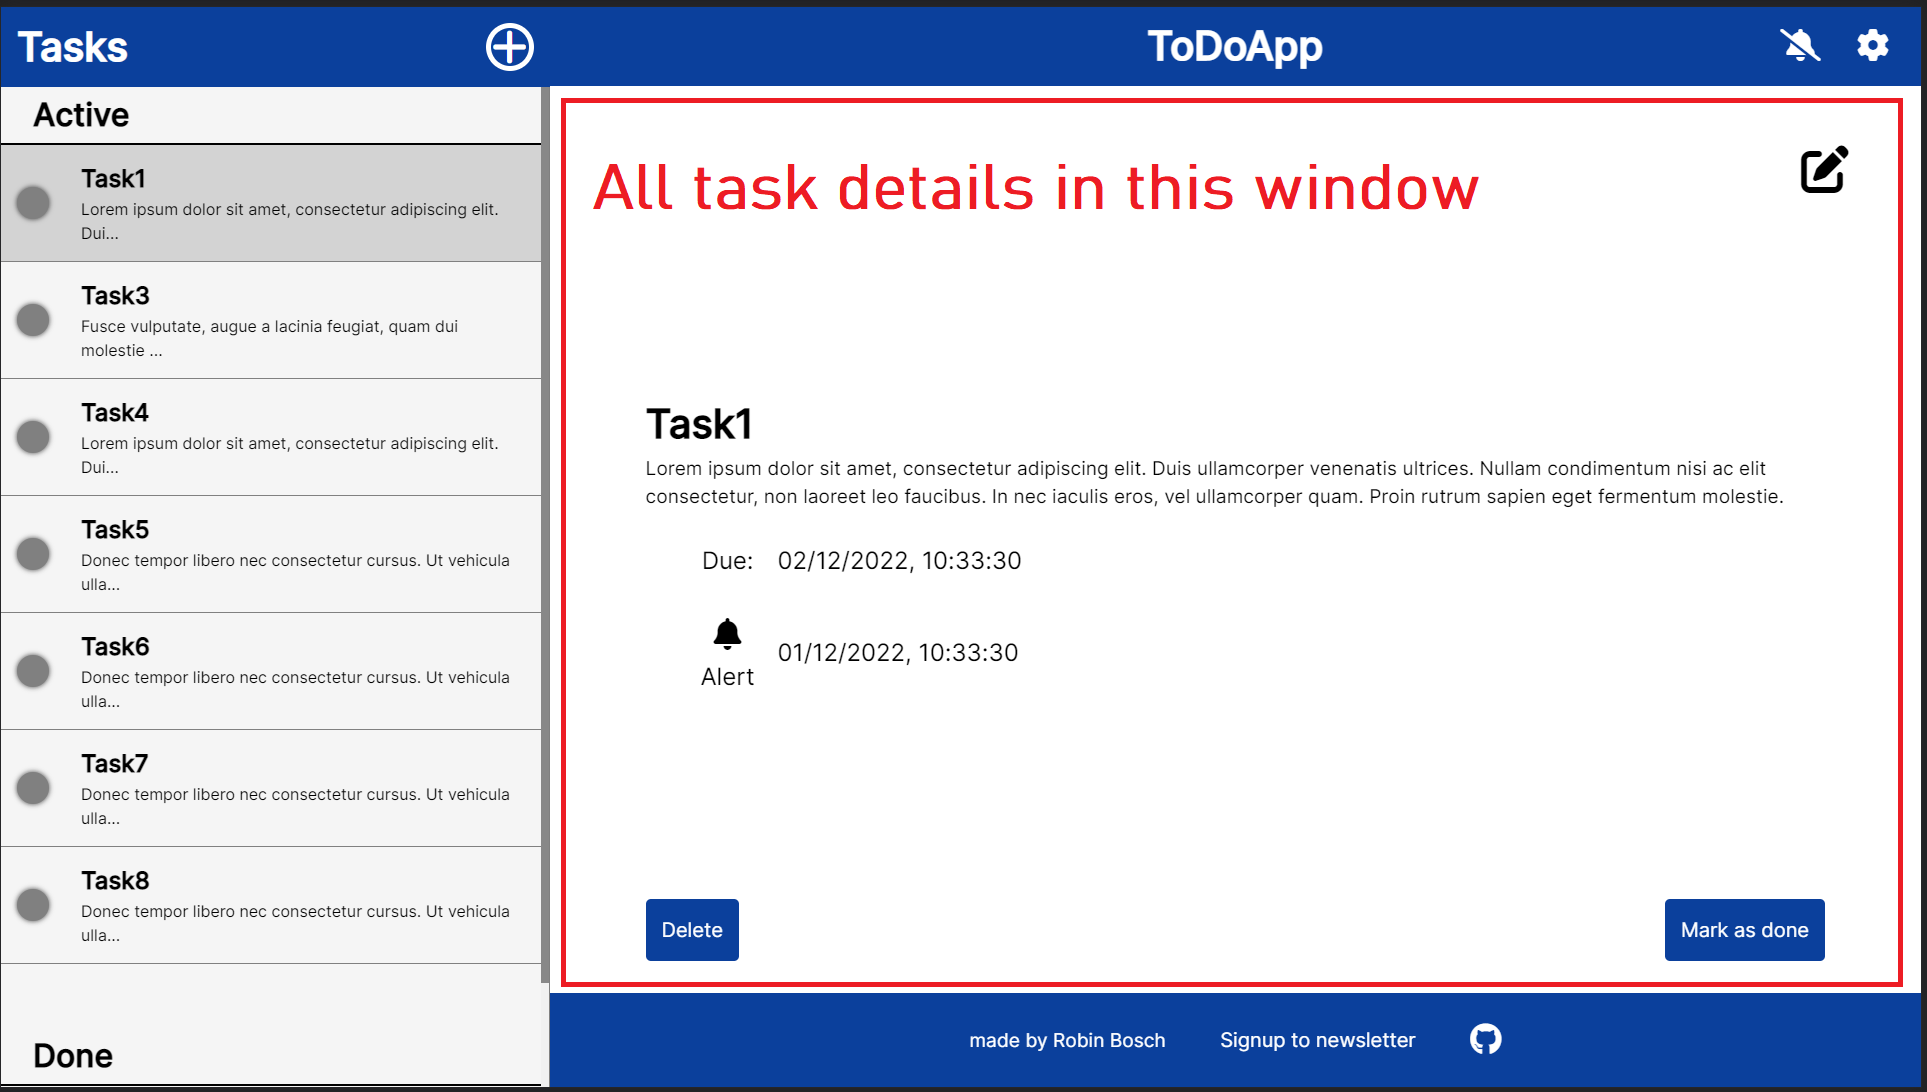 Tasks
ToDoApp
Active
Task1
Lorem ipsum dolor sit amet, consectetur adipiscing elit.
Dui...
Task3
Fusce vulputate, augue a lacinia feugiat, quam dui
molestie ...
Task4
Lorem ipsum dolor sit amet, consectetur adipiscing elit.
Dui...
Task5
Donec tempor libero nec consectetur cursus. Ut vehicula
ulla...
Task6
Donec tempor libero nec consectetur cursus. Ut vehicula
ulla...
Task7
Donec tempor libero nec consectetur cursus. Ut vehicula
ulla...
Task8
Donec tempor libero nec consectetur cursus. Ut vehicula
ulla...
Done
All task details in this window
Task1
Lorem ipsum dolor sit amet, consectetur adipiscing elit. Duis ullamcorper venenatis ultrices. Nullam condimentum nisi ac elit
consectetur, non laoreet leo faucibus. In nec iaculis eros, vel ullamcorper quam. Proin rutrum sapien eget fermentum molestie.
Due: 02/12/2022, 10:33:30
Alert 01/12/2022, 10:33:30
Delete
Mark as done
made by Robin Bosch
Signup to newsletter